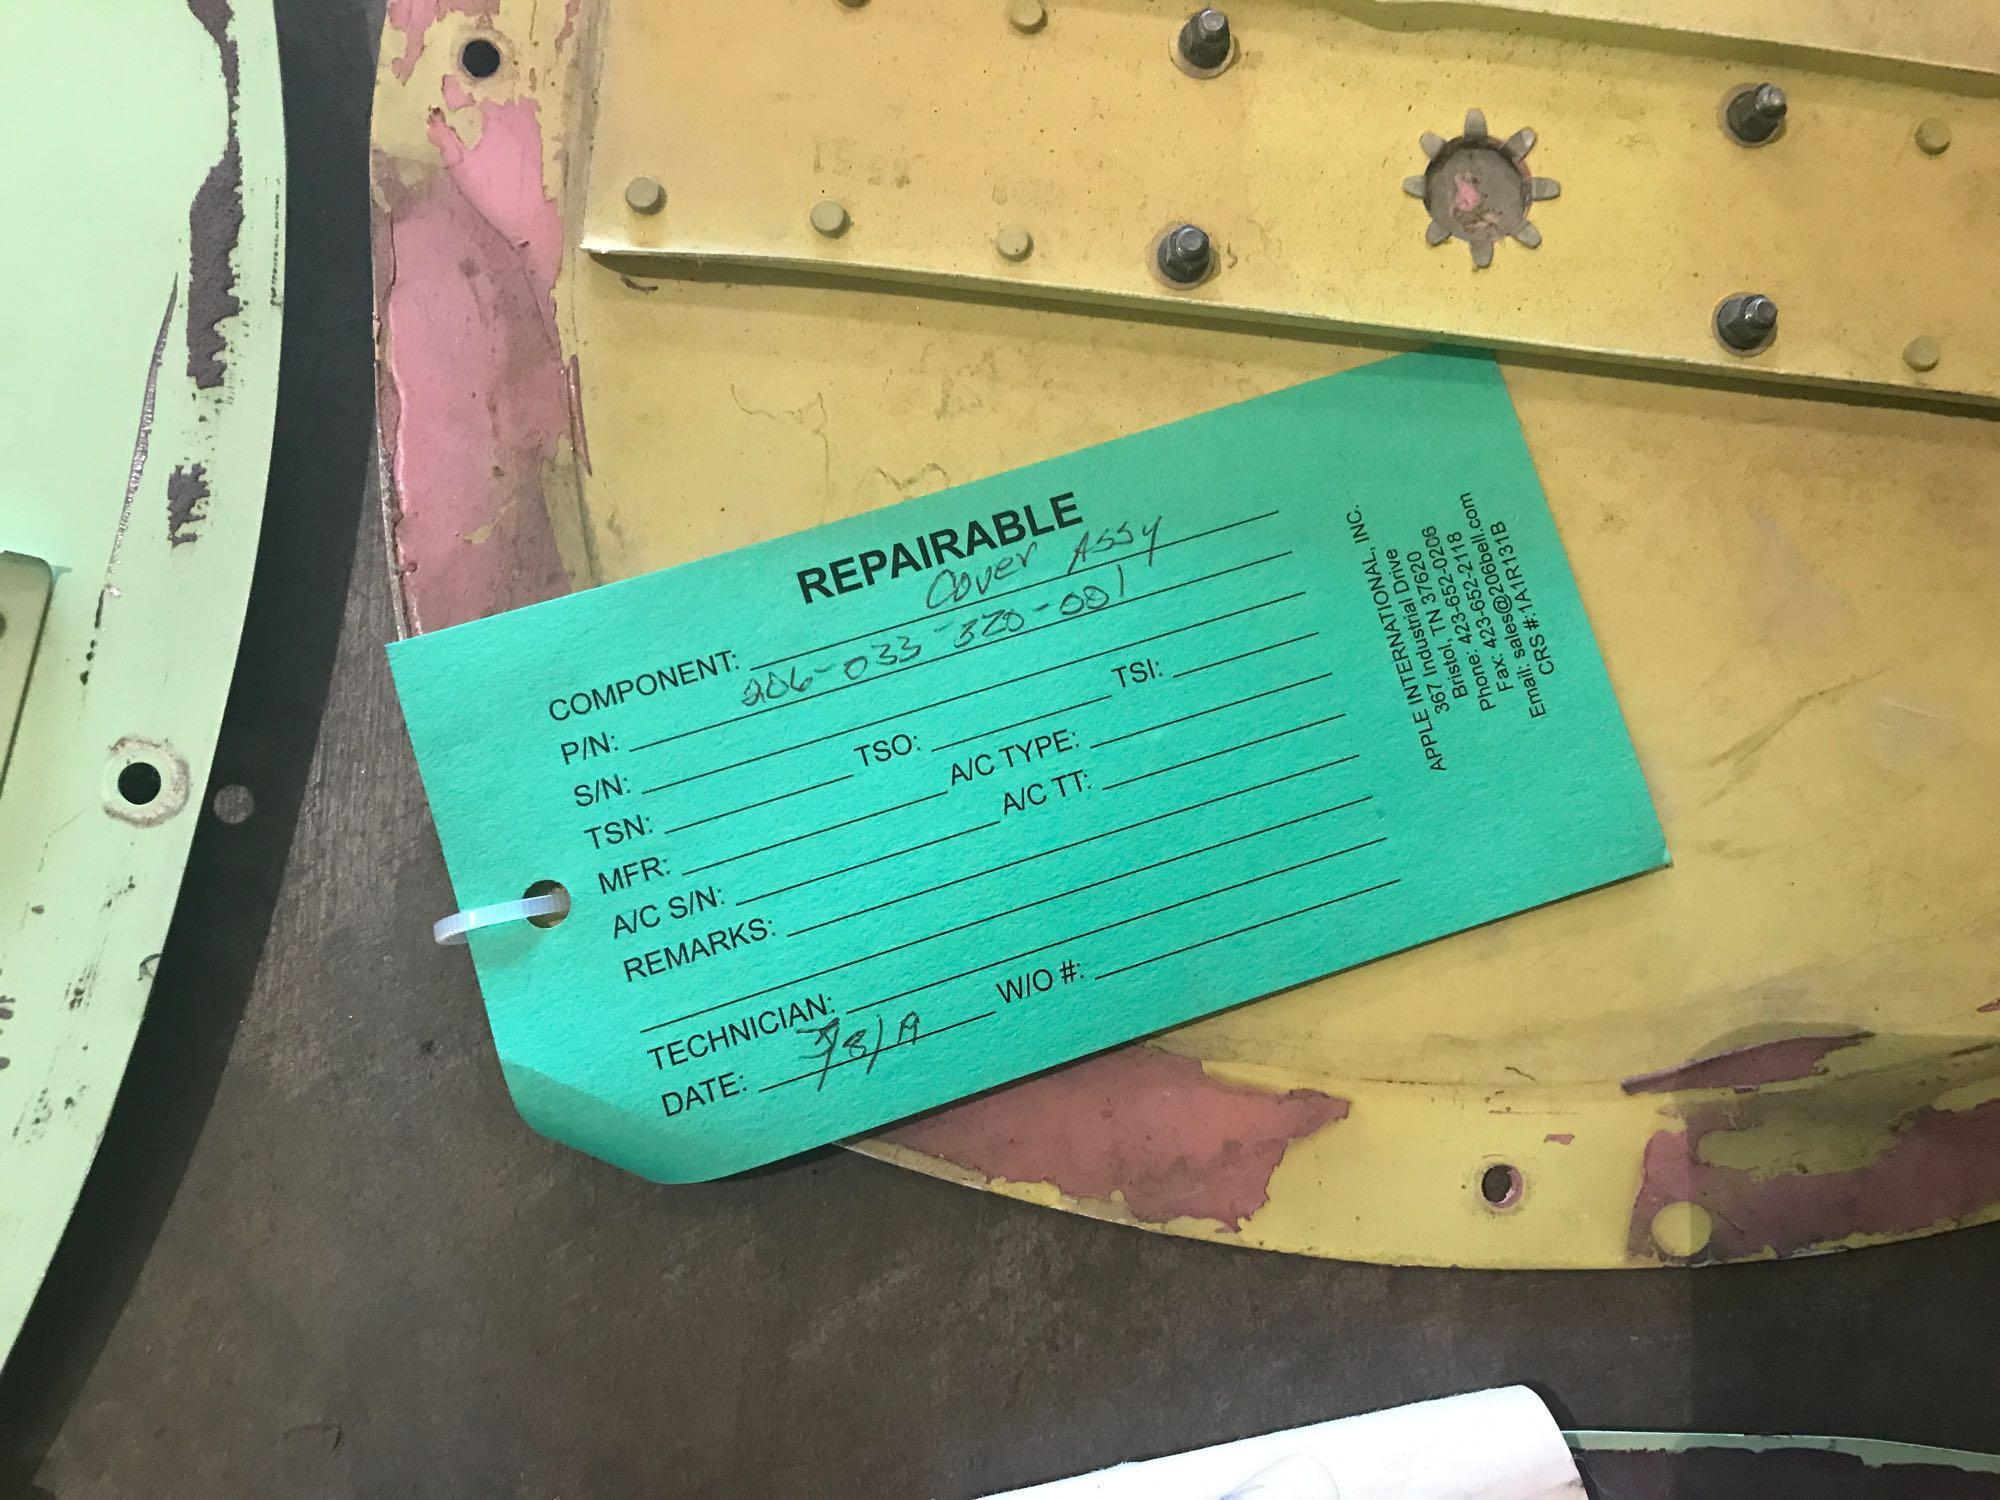 REPAIRABLE
COMPONENT: Cover Assy
P/N: 206-033-320-001
S/N:
TSN: TSO: TSI:
MFR: A/C TYPE:
A/C S/N: A/C TT:
REMARKS:
TECHNICIAN:
DATE: 3/8/19 W/O #:
APPLE INTERNATIONAL, INC.
367 Industrial Drive
Bristol, TN 37620
Phone: 423-652-0206
Fax: 423-652-2118
Email: sales@206bell.com
CRS #:1A1R131B